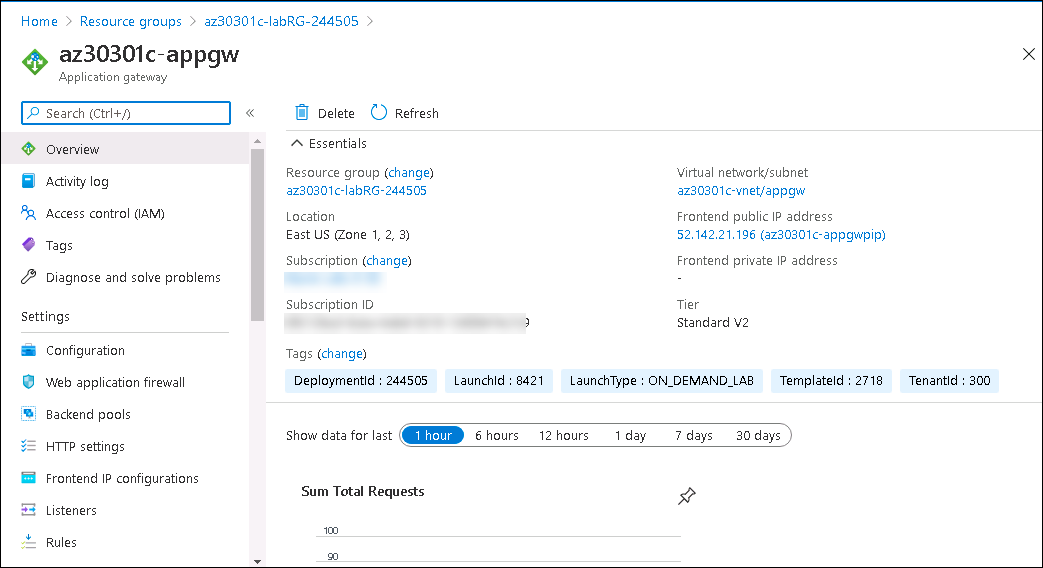 Home > Resource groups > az30301c-labRG-244505 >
az30301c-appgw
Application gateway
Search (Ctrl+/)
«
Delete
Refresh
Overview
Activity log
Access control (IAM)
Tags
Diagnose and solve problems
Settings
Configuration
Web application firewall
Backend pools
HTTP settings
Frontend IP configurations
Listeners
Rules
Essentials
Resource group (change)
az30301c-labRG-244505
Location
East US (Zone 1, 2, 3)
Subscription (change)
Subscription ID
9
Tags (change)
Virtual network/subnet
az30301c-vnet/appgw
Frontend public IP address
52.142.21.196 (az30301c-appgwpip)
Frontend private IP address
-
Tier
Standard V2
DeploymentId : 244505 LaunchId : 8421 LaunchType : ON_DEMAND_LAB TemplateId : 2718 TenantId : 300
Show data for last 1 hour 6 hours 12 hours 1 day 7 days 30 days
Sum Total Requests
100
90